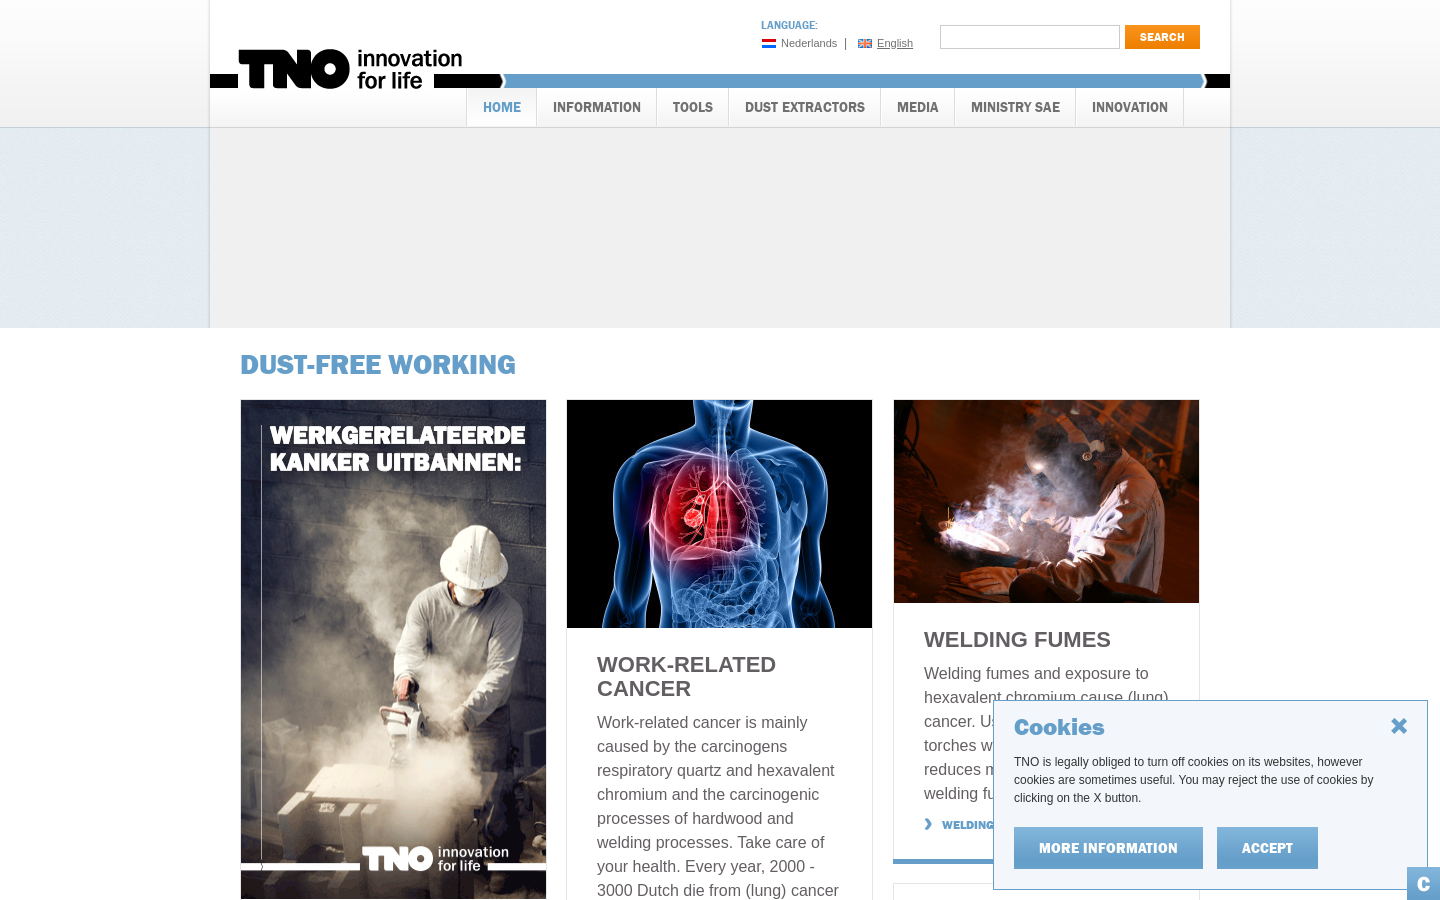 LANGUAGE:
Nederlands
English
SEARCH
TNO innovation
for life
HOME
INFORMATION
TOOLS
DUST EXTRACTORS
MEDIA
MINISTRY SAE
INNOVATION
DUST-FREE WORKING
WERKGERELATEERDE
KANKER UITBANNEN:
TNO innovation
for life
WORK-RELATED
CANCER
Work-related cancer is mainly
caused by the carcinogens
respiratory quartz and hexavalent
chromium and the carcinogenic
processes of hardwood and
welding processes. Take care of
your health. Every year, 2000 -
3000 Dutch die from (lung) cancer
WELDING FUMES
Welding fumes and exposure to
hexavalent chromium cause (lung)
cancer.
torches
reduces
welding
WELDING
Cookies
TNO is legally obliged to turn off cookies on its websites, however
cookies are sometimes useful. You may reject the use of cookies by
clicking on the X button.
MORE INFORMATION
ACCEPT
C